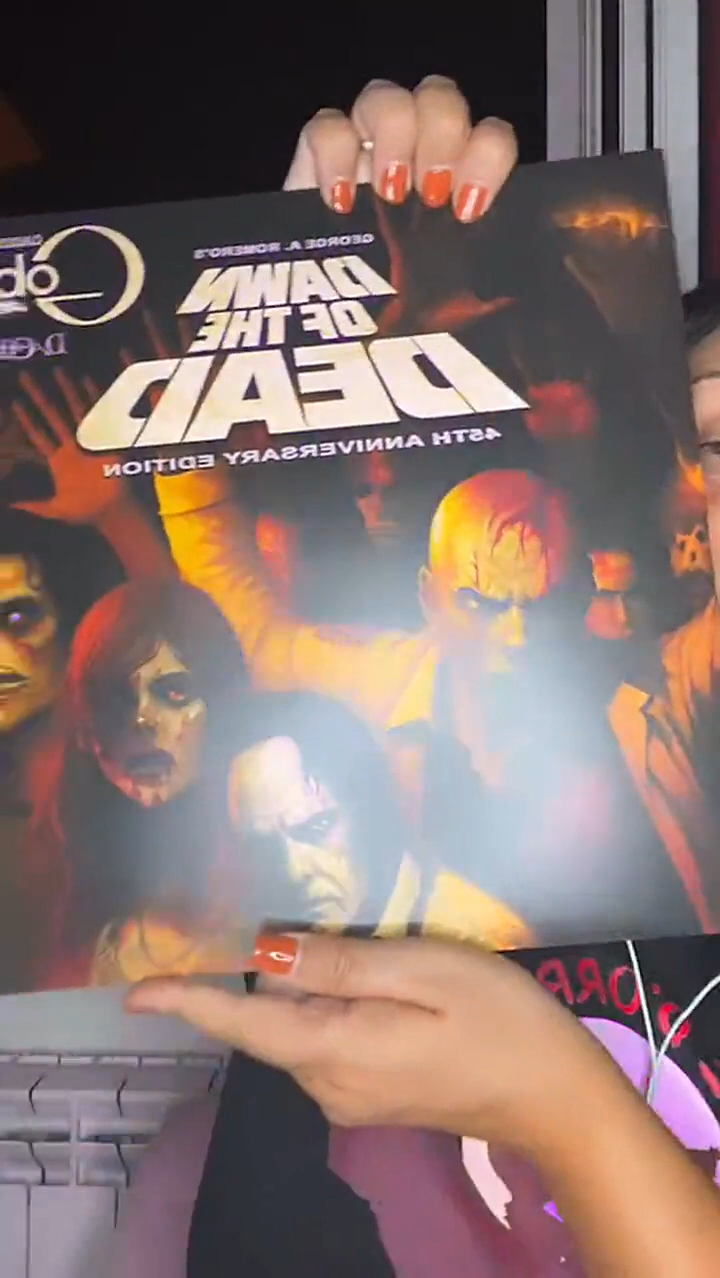 GEORGE A. ROMERO'S
DAWN
OF THE
DEAD
45TH ANNIVERSARY EDITION